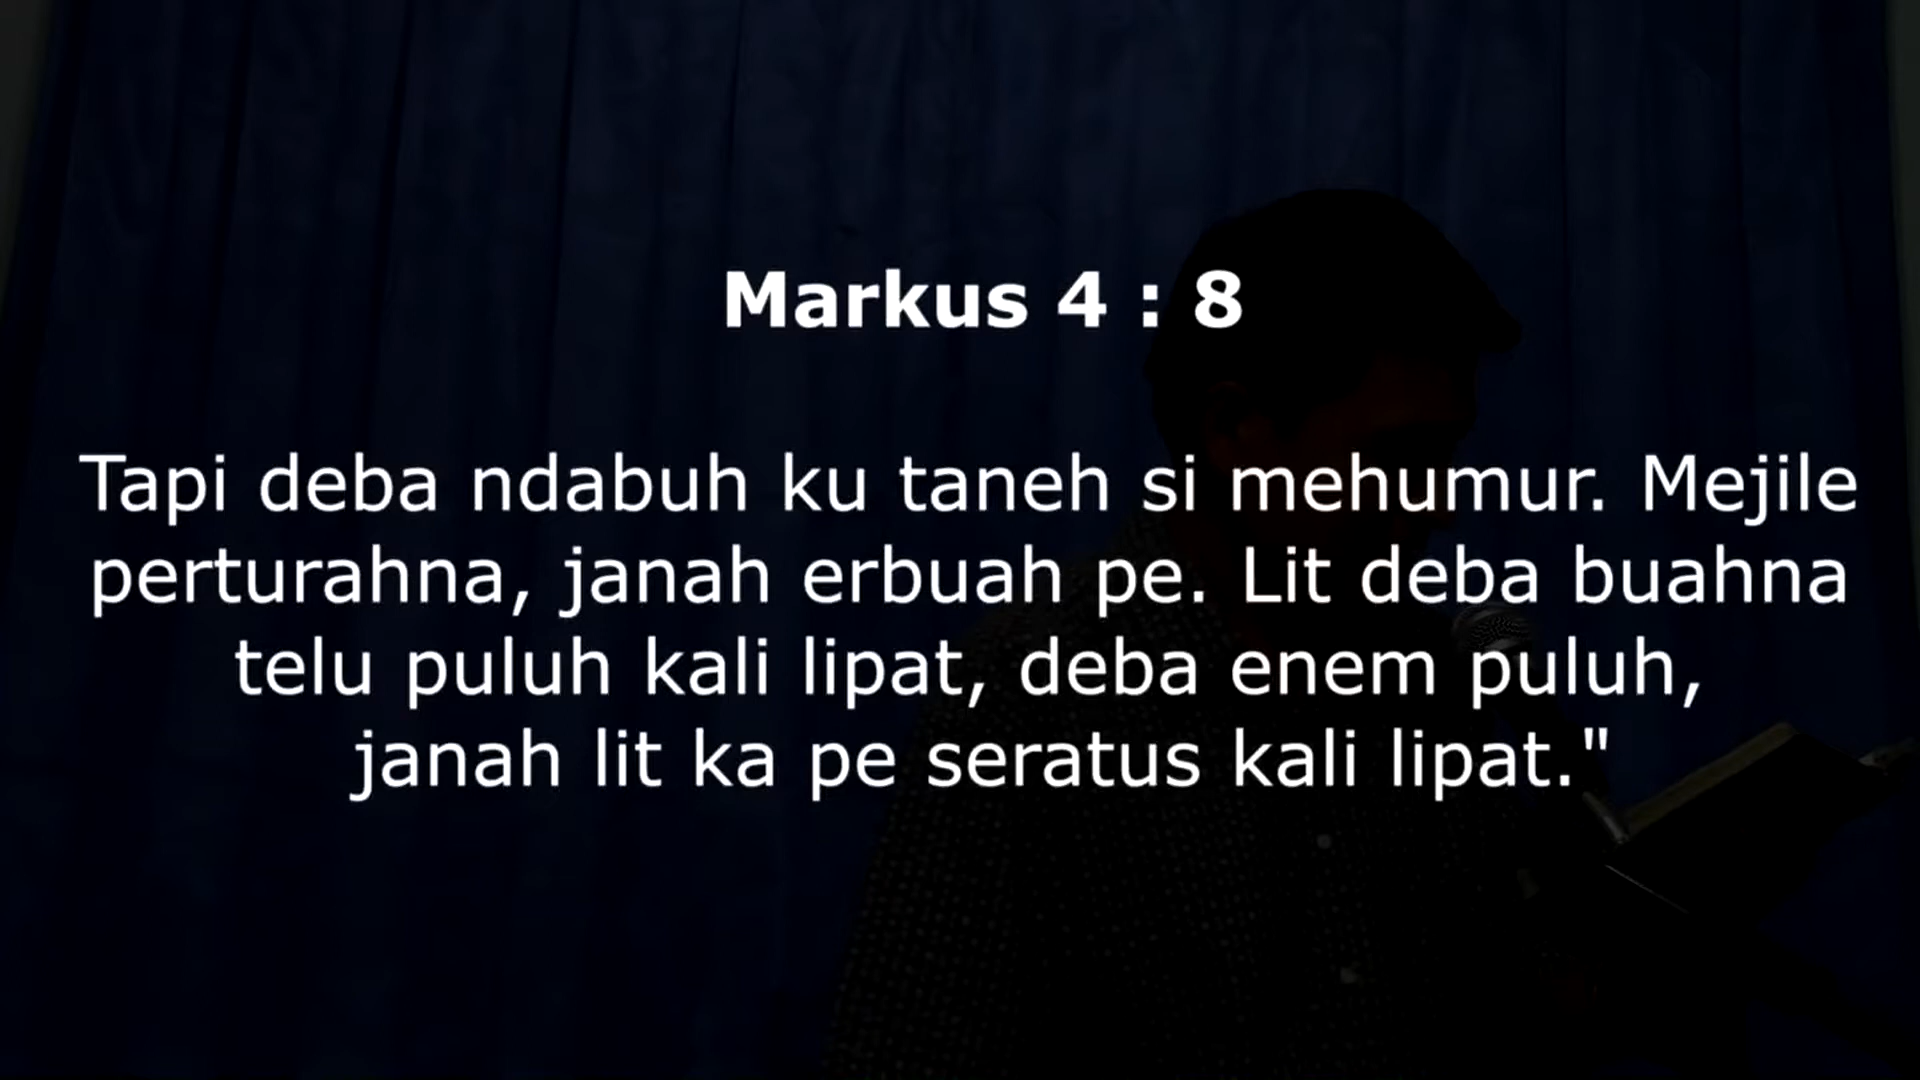 Markus 4 : 8
Tapi deba ndabuh ku taneh si mehumur. Mejile
perturahna, janah erbuah pe. Lit deba buahna
telu puluh kali lipat, deba enem puluh,
janah lit ka pe seratus kali lipat."